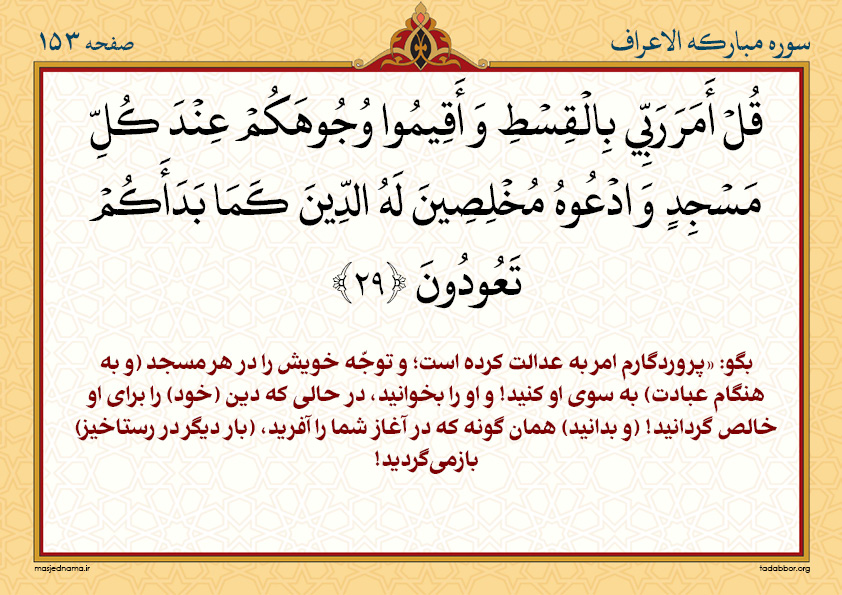 سوره مبارکه الاعراف
صفحه ۱۵۳
قُلْ أَمَرَ رَبِّي بِالْقِسْطِ وَ أَقِيمُوا وُجُوهَكُمْ عِنْدَ كُلِّ
مَسْجِدٍ وَ ادْعُوهُ مُخْلِصِينَ لَهُ الدِّينَ كَمَا بَدَأَكُمْ
تَعُودُونَ ﴿۲۹﴾
بگو: «پروردگارم امر به عدالت کرده است؛ و توجّه خویش را در هر مسجد (و به
هنگام عبادت) به سوی او کنید! و او را بخوانید، در حالی که دین (خود) را برای او
خالص گردانید! (و بدانید) همان گونه که در آغاز شما را آفرید، (بار دیگر در رستاخیز)
بازمی‌گردید!
masjednama.ir
tadabbor.org